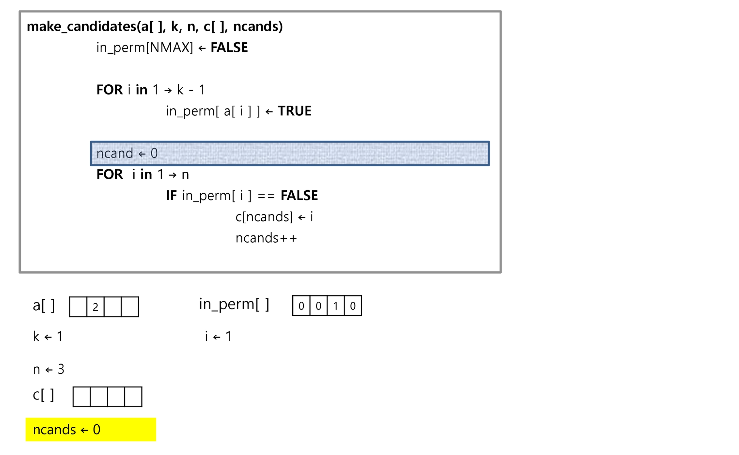 make_candidates(a[ ], k, n, c[ ], ncands)
in_perm[NMAX] ← FALSE
FOR i in 1 → k - 1
in_perm[ a[ i ] ] ← TRUE
ncand ← 0
FOR i in 1 → n
IF in_perm[ i ] == FALSE
c[ncands] ← i
ncands++
a[ ] 2 in_perm[ ] 0 0 1 0
k ← 1 i ← 1
n ← 3
c[ ]
ncands ← 0